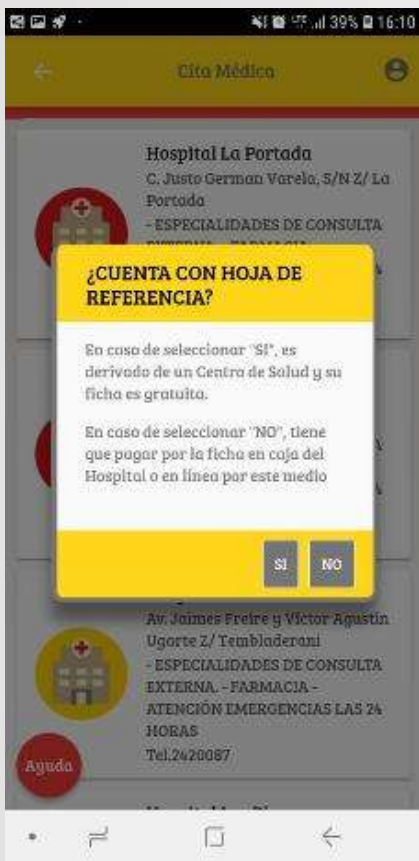 39% 16:10
Cita Médica
Hospital La Portada
C. Justo German Varela, S/N Z/ La
Portada
- ESPECIALIDADES DE CONSULTA
EXTERNA. - FARMACIA -
¿CUENTA CON HOJA DE
REFERENCIA?
En caso de seleccionar "SI", es
derivado de un Centro de Salud y su
ficha es gratuita.
En caso de seleccionar "NO", tiene
que pagar por la ficha en caja del
Hospital o en línea por este medio
SI NO
Av. Jaimes Freire y Victor Agustín
Ugarte Z/ Tembladerani
- ESPECIALIDADES DE CONSULTA
EXTERNA. - FARMACIA -
ATENCIÓN EMERGENCIAS LAS 24
HORAS
Tel.2420087
Ayuda